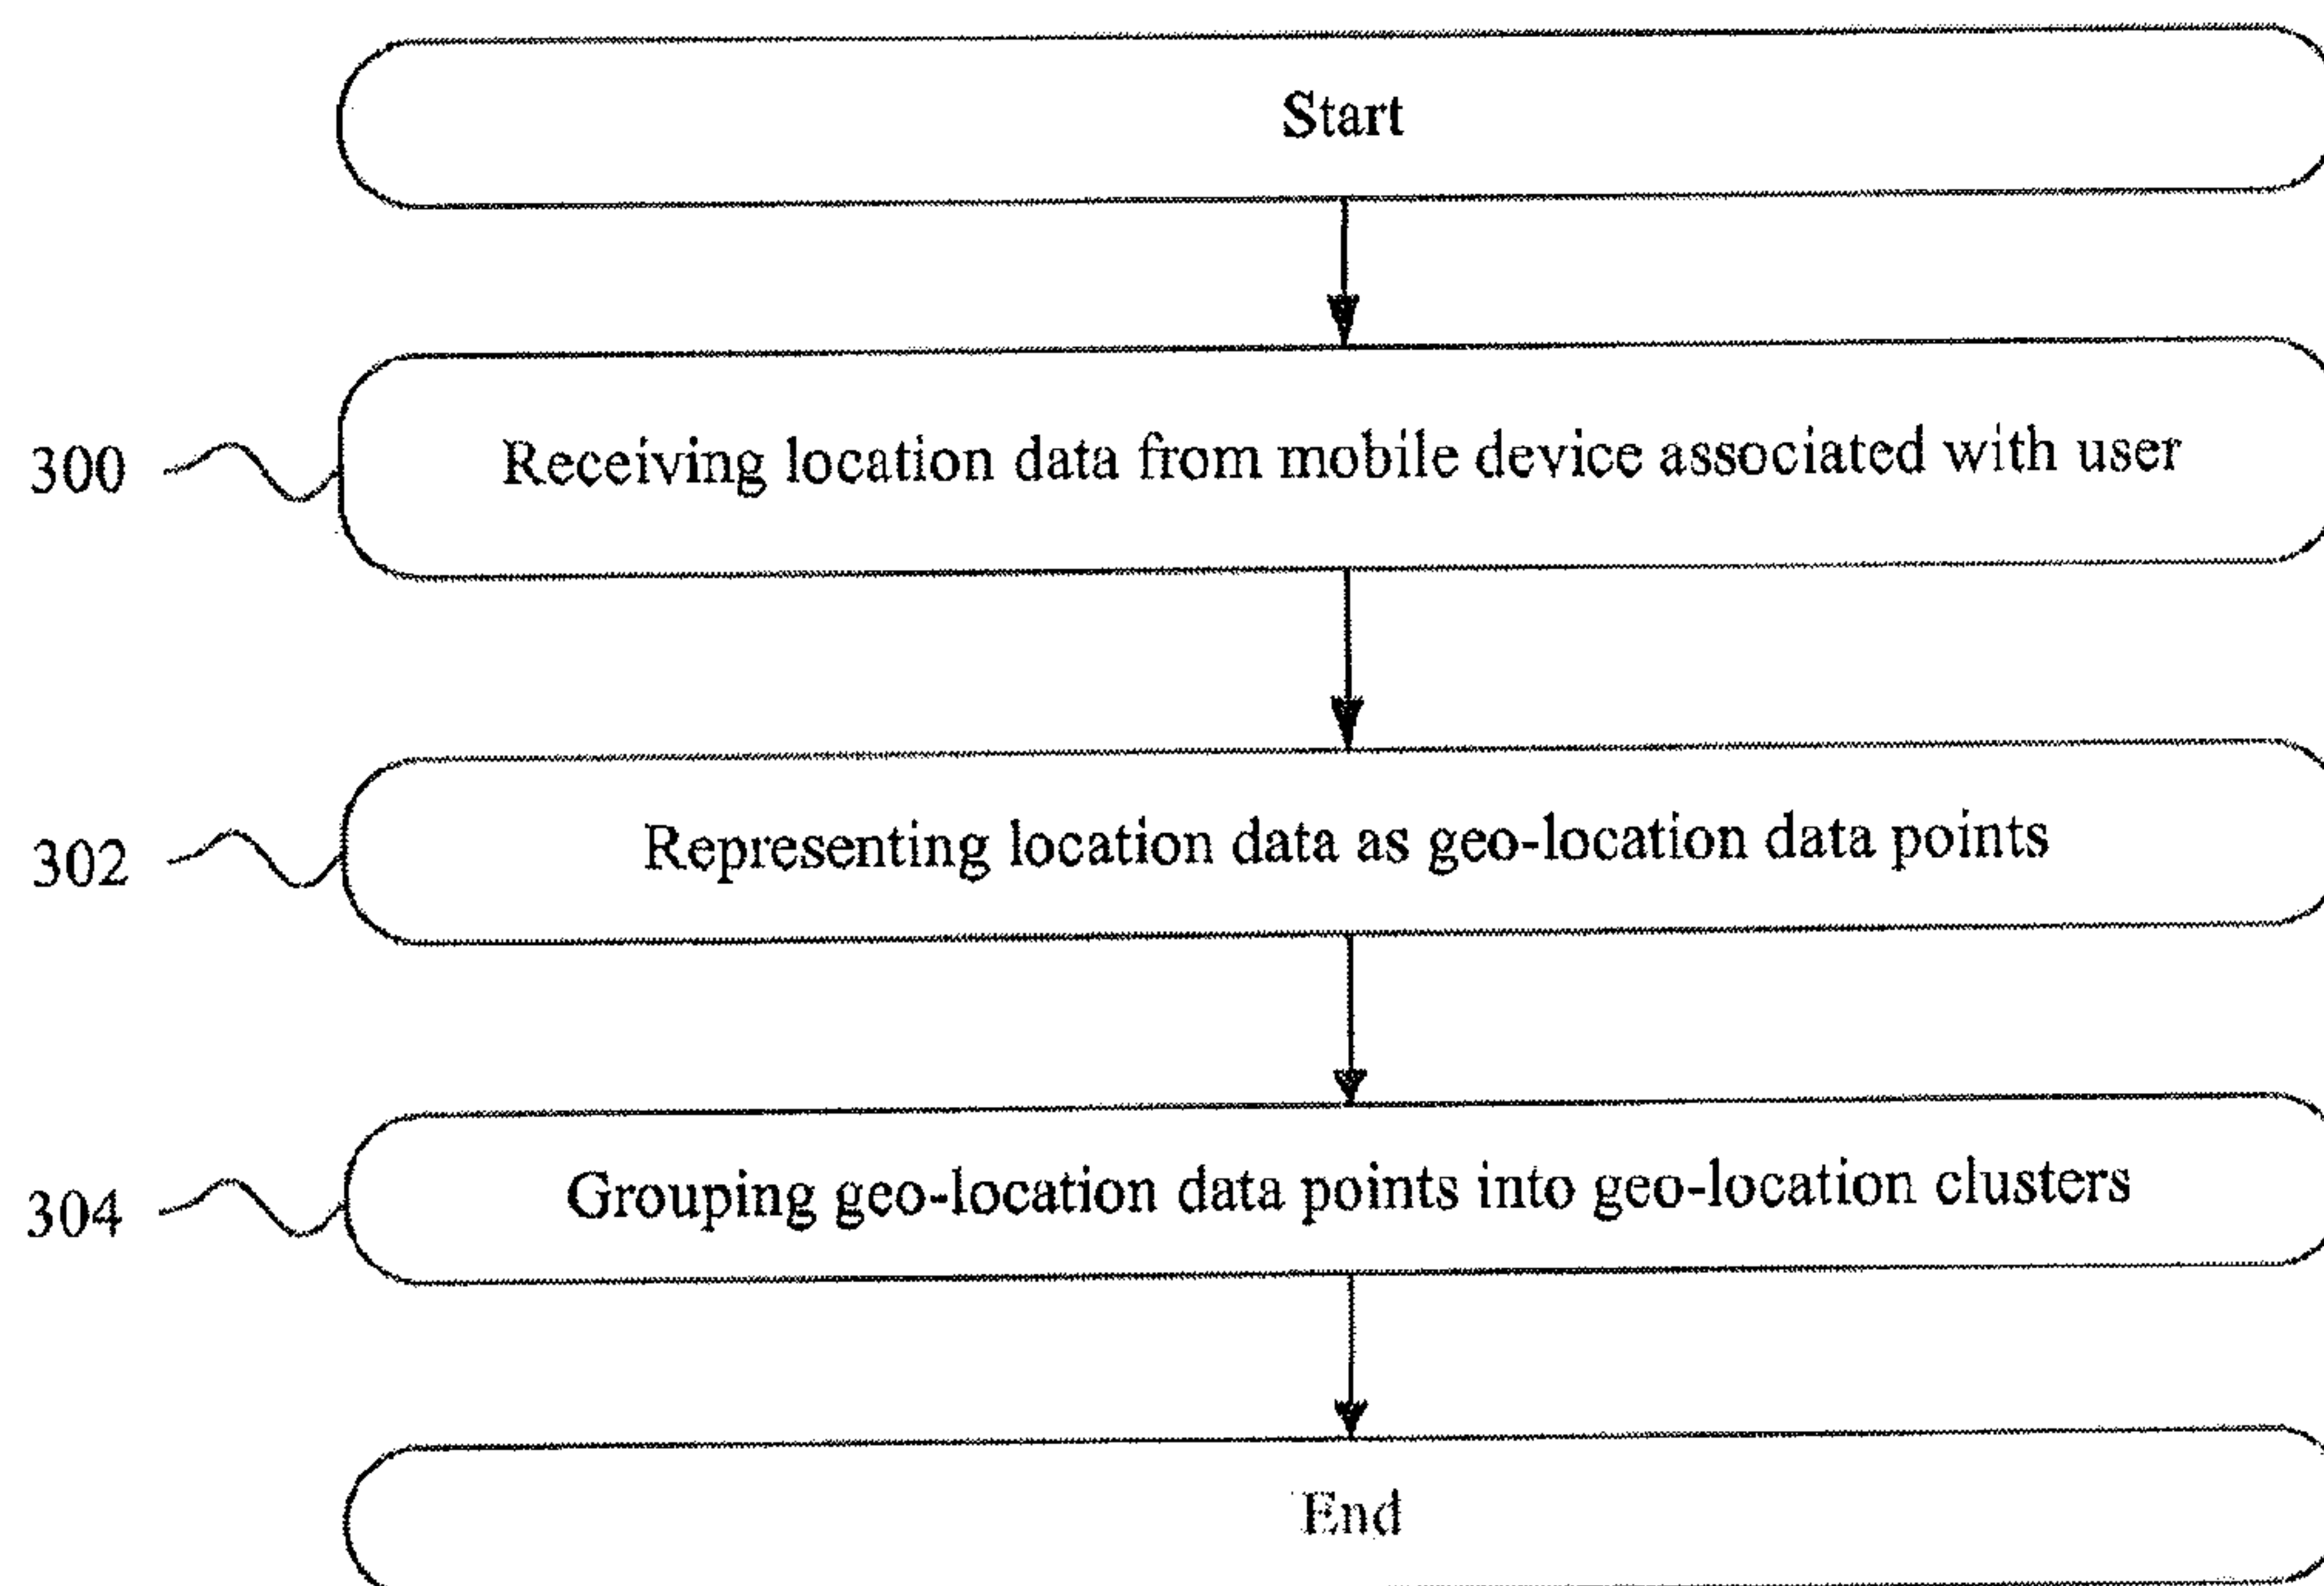 Start
300 Receiving location data from mobile device associated with user
302 Representing location data as geo-location data points
304 Grouping geo-location data points into geo-location clusters
End